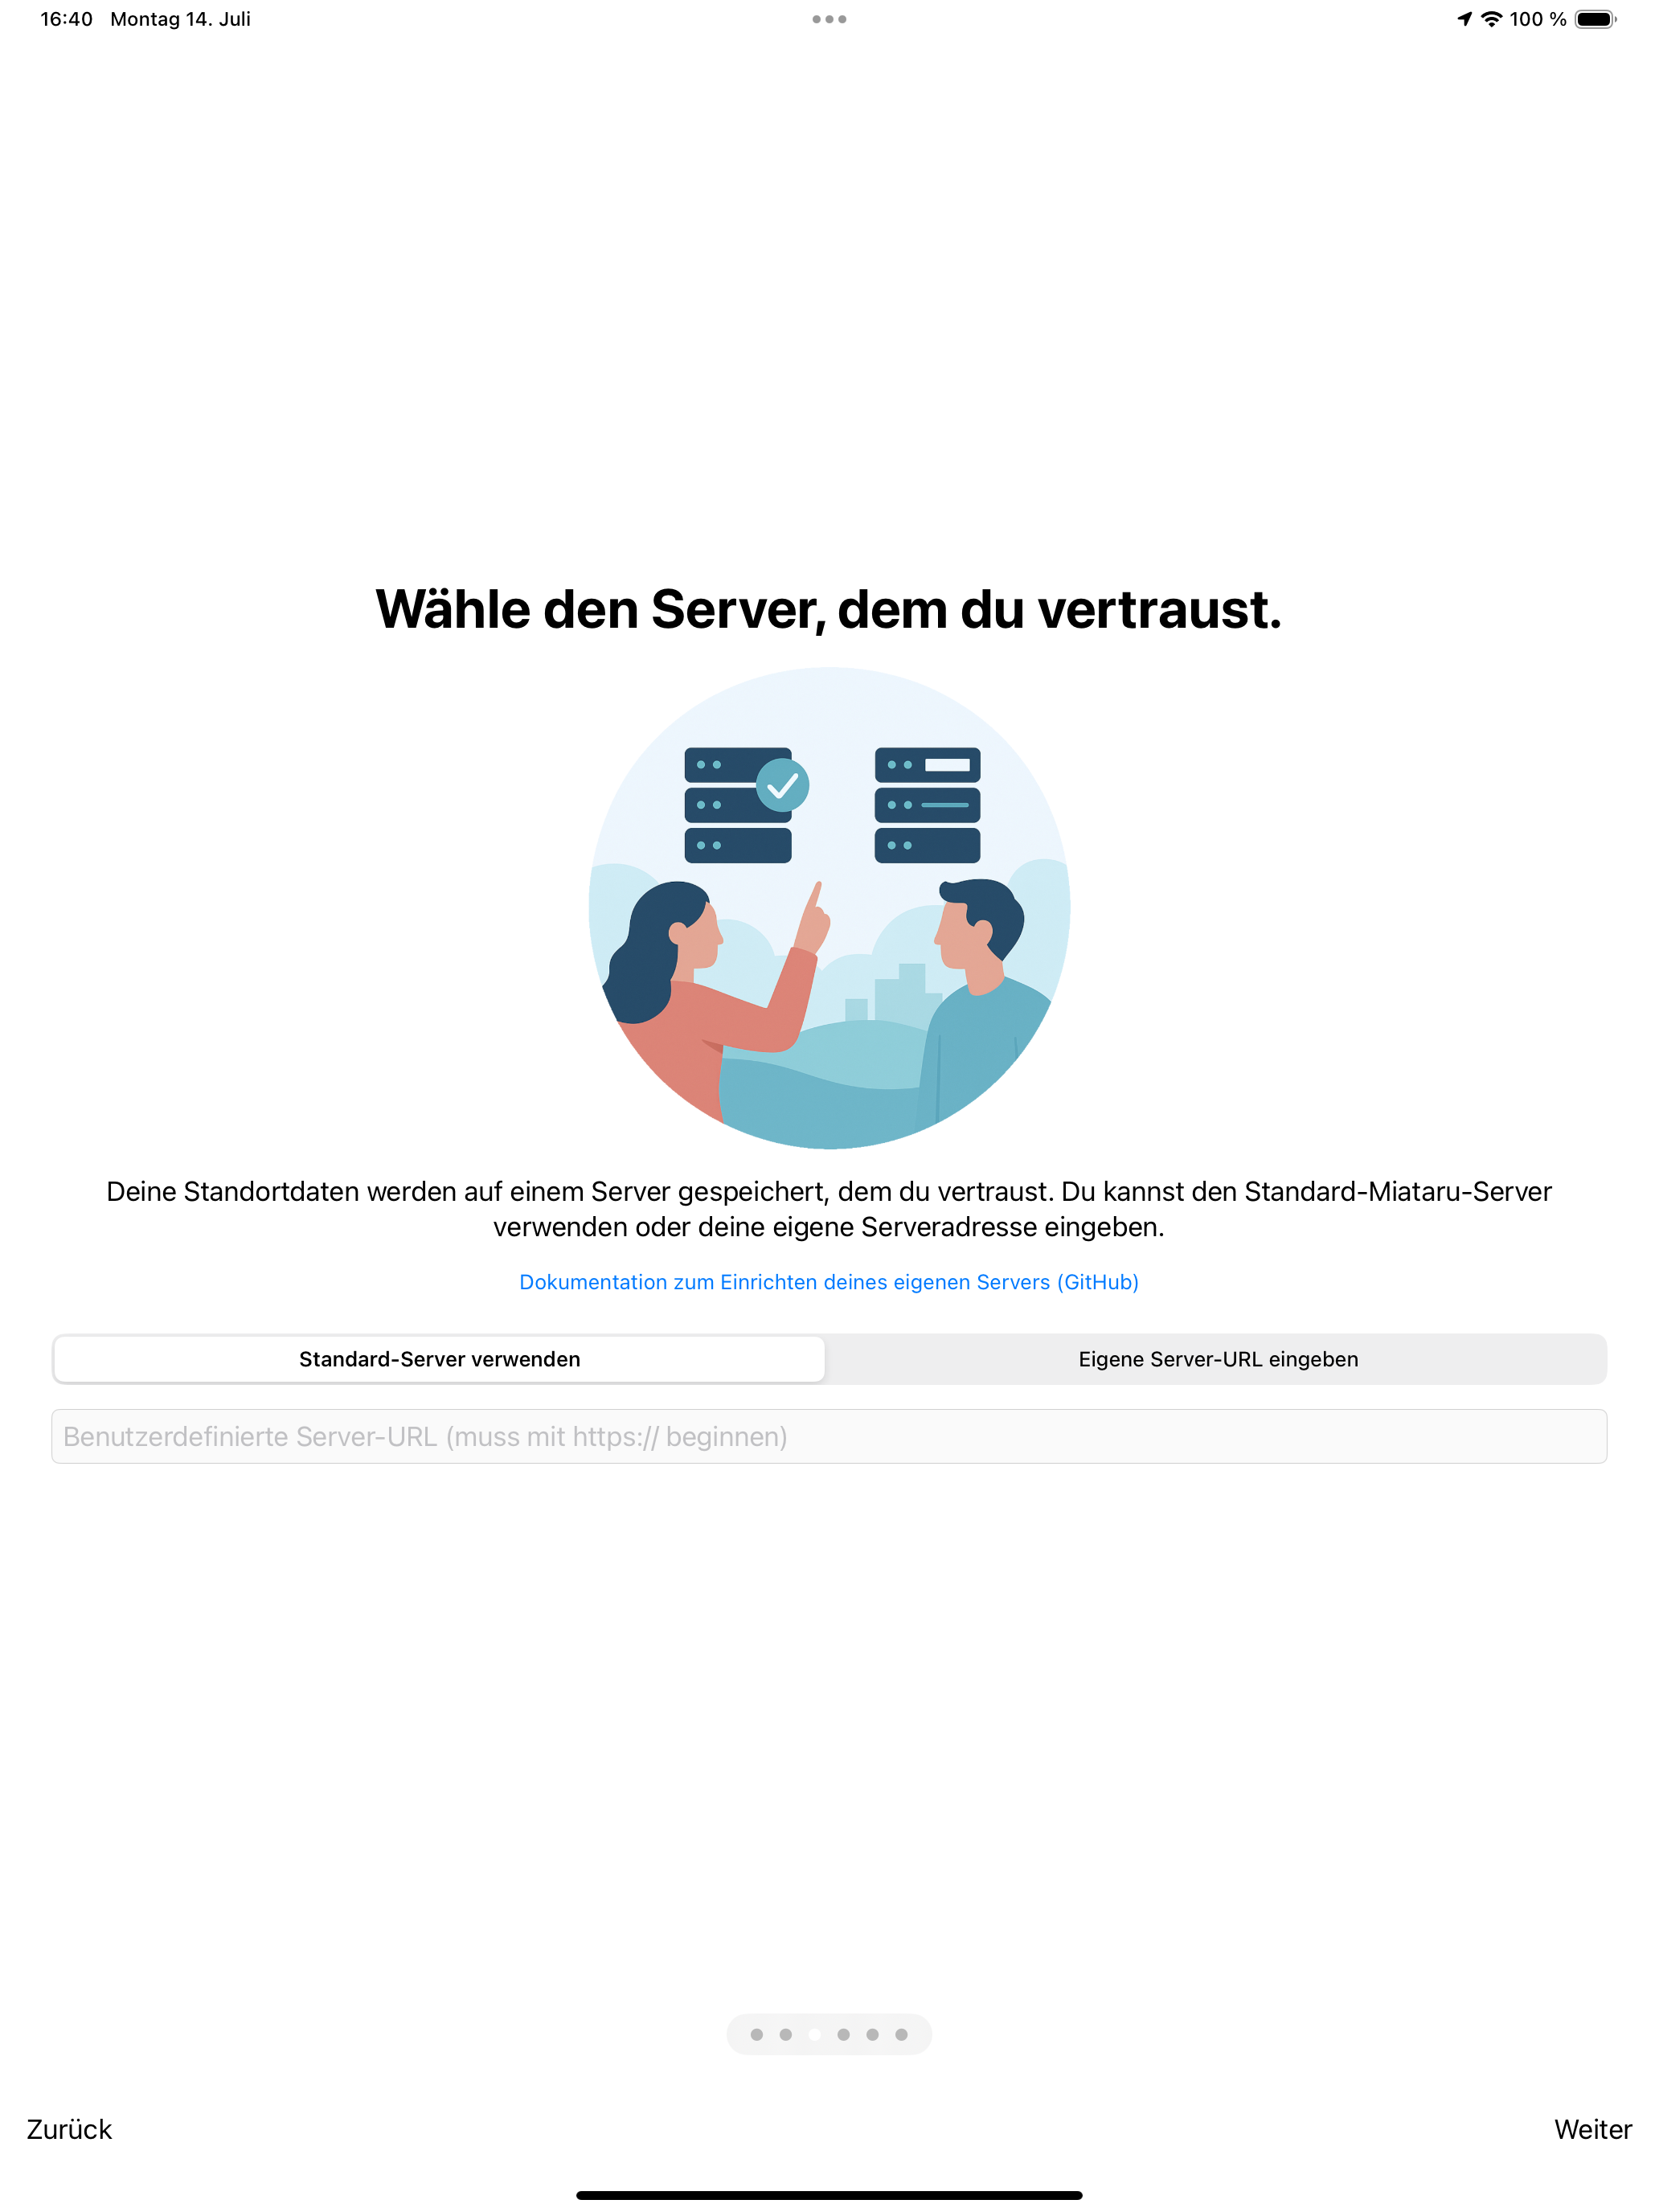 16:40 Montag 14. Juli 100 %
Wähle den Server, dem du vertraust.
Deine Standortdaten werden auf einem Server gespeichert, dem du vertraust. Du kannst den Standard-Miataru-Server
verwenden oder deine eigene Serveradresse eingeben.
Dokumentation zum Einrichten deines eigenen Servers (GitHub)
Standard-Server verwenden Eigene Server-URL eingeben
Benutzerdefinierte Server-URL (muss mit https:// beginnen)
Zurück Weiter